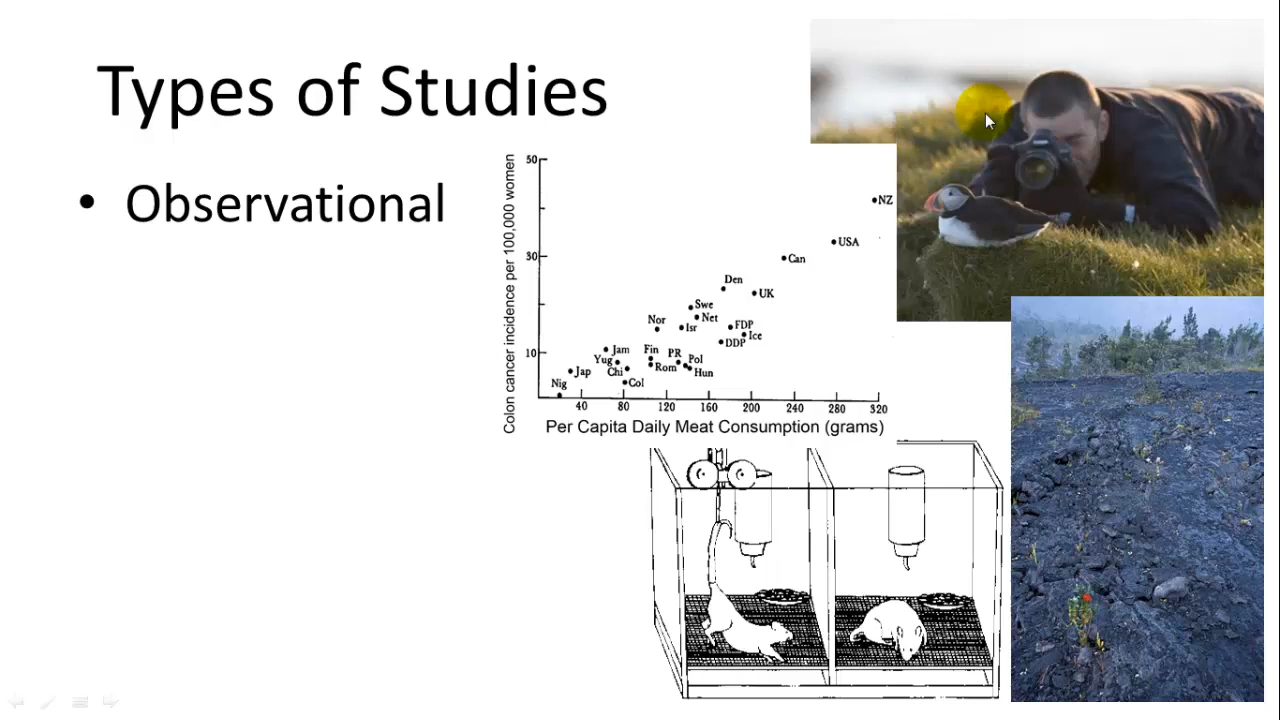 Types of Studies
• Observational
Colon cancer incidence per 100,000 women
50
30
10
NZ
USA
Can
Den
UK
Swe
Net
Nor
Isr
FDP
Ice
DDP
Jam
Fin
PR
Pol
Yug
Chi
Rom
Hun
Jap
Col
Nig
40 80 120 160 200 240 280 320
Per Capita Daily Meat Consumption (grams)